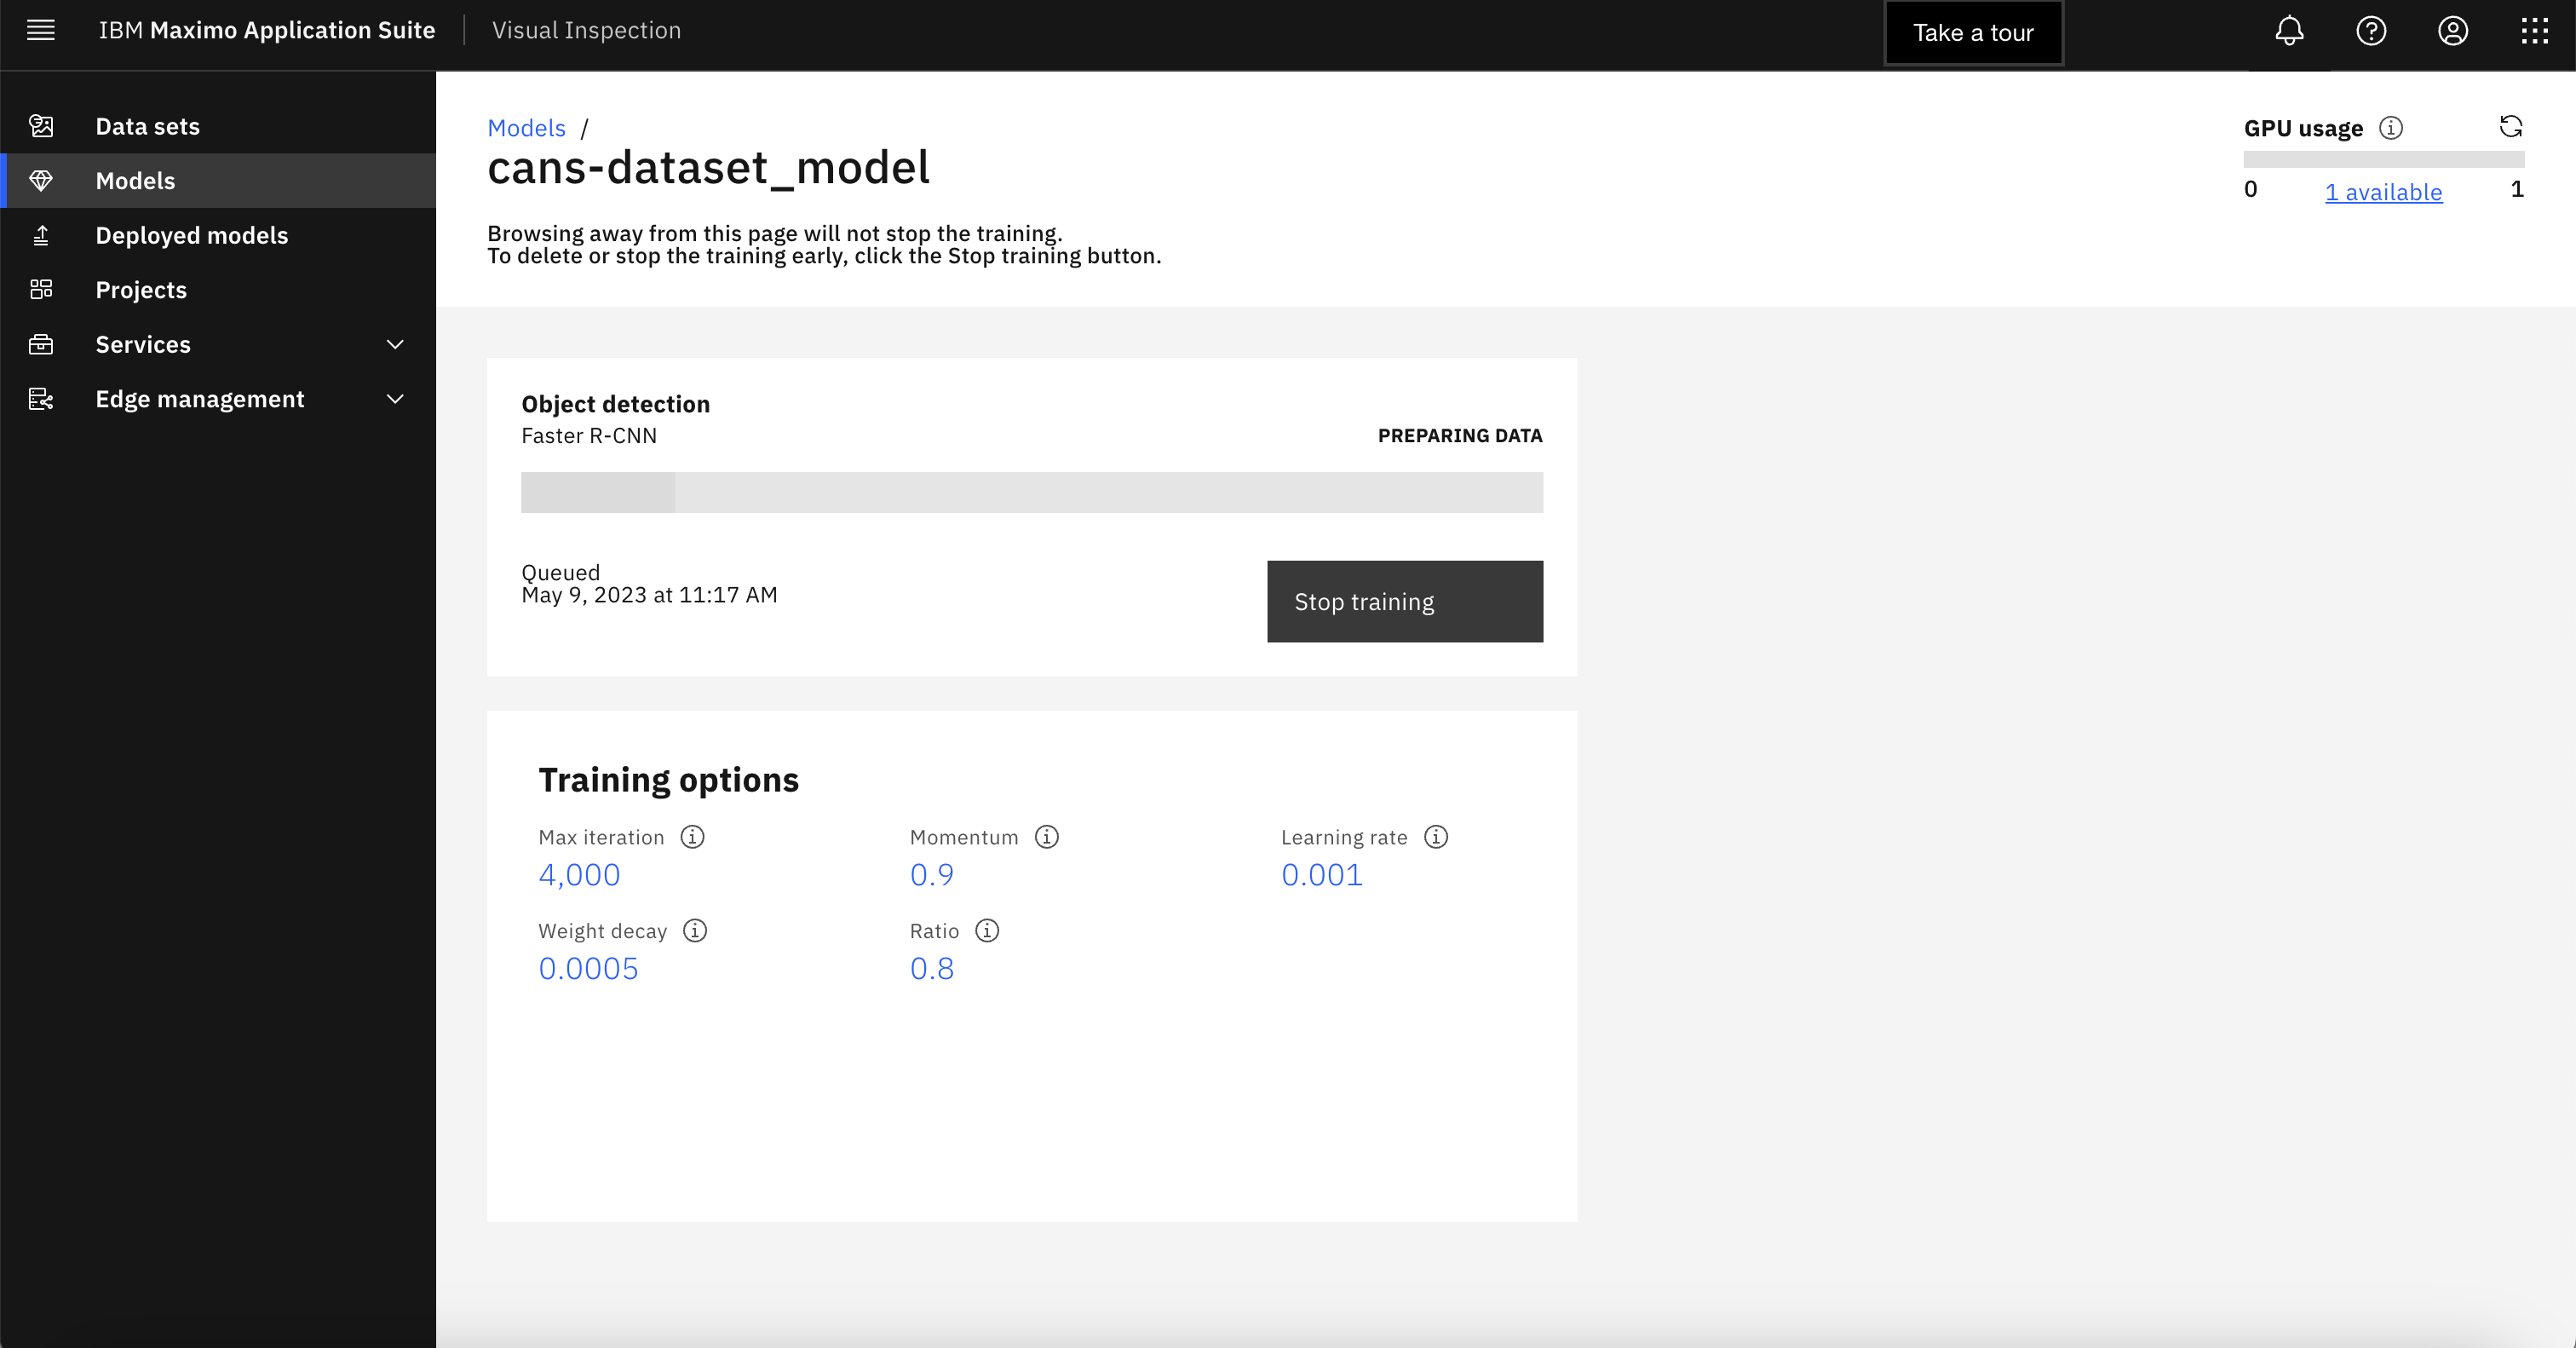 IBM Maximo Application Suite
Visual Inspection
Take a tour
Data sets
Models
Deployed models
Projects
Services
Edge management
Models /
cans-dataset_model
Browsing away from this page will not stop the training.
To delete or stop the training early, click the Stop training button.
GPU usage
0 1 available 1
Object detection
Faster R-CNN
PREPARING DATA
Queued
May 9, 2023 at 11:17 AM
Stop training
Training options
Max iteration Momentum Learning rate
4,000 0.9 0.001
Weight decay Ratio
0.0005 0.8